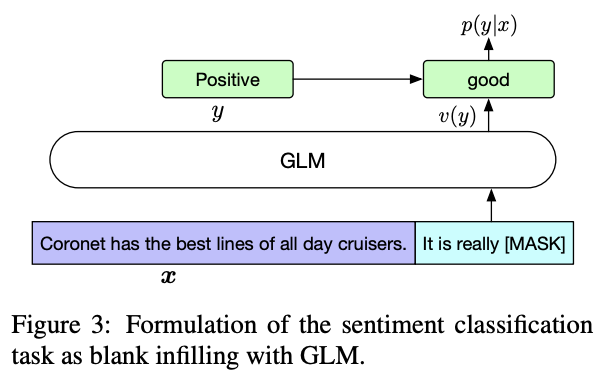 p(y|x)
Positive
good
y
v(y)
GLM
Coronet has the best lines of all day cruisers.
It is really [MASK]
x
Figure 3: Formulation of the sentiment classification
task as blank infilling with GLM.